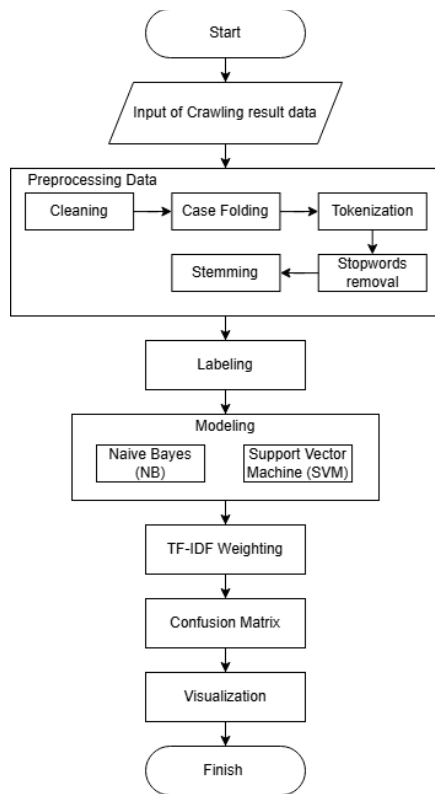 Start
Input of Crawling result data
Preprocessing Data
Cleaning
Case Folding
Tokenization
Stopwords
removal
Stemming
Labeling
Modeling
Naive Bayes
(NB)
Support Vector
Machine (SVM)
TF-IDF Weighting
Confusion Matrix
Visualization
Finish